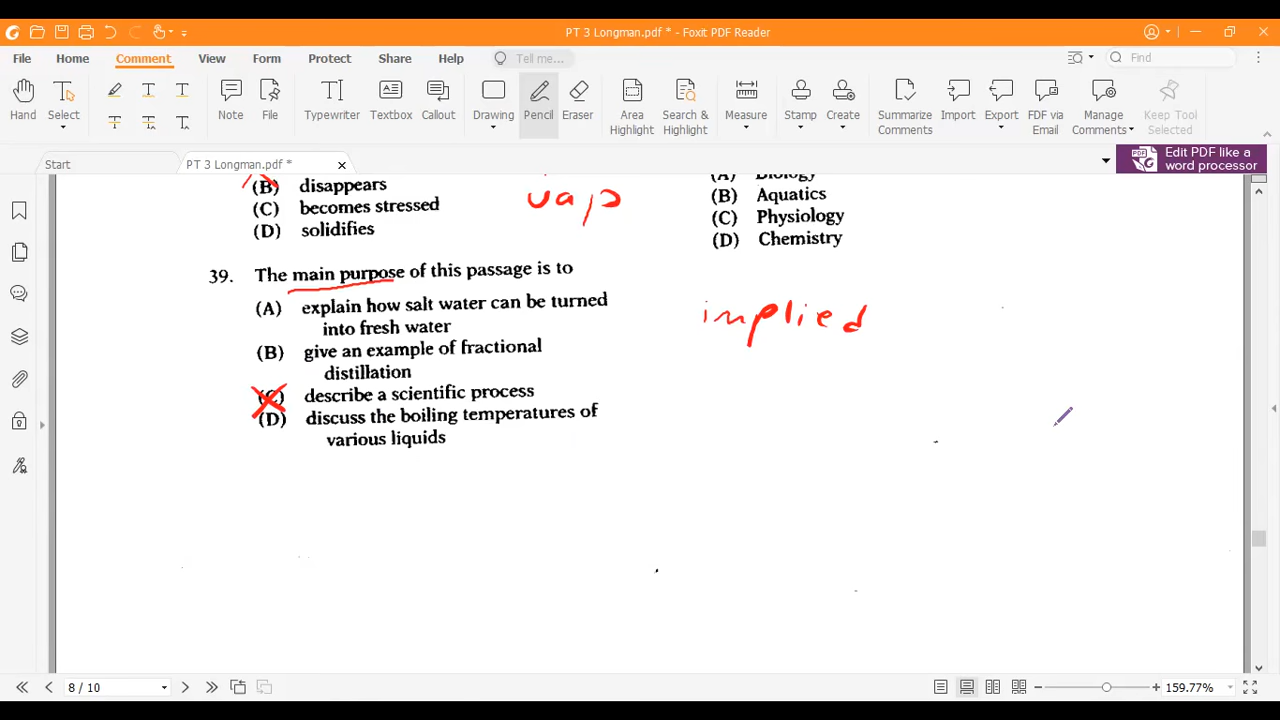 PT 3 Longman.pdf * - Foxit PDF Reader
File Home Comment View Form Protect Share Help Tell me... Find
Hand Select Note File Typewriter Textbox Callout Drawing Pencil Eraser Area Highlight Search & Highlight Measure Stamp Create Summarize Comments Import Export FDF via Email Manage Comments Keep Tool Selected
Start PT 3 Longman.pdf * Edit PDF like a word processor
(B) disappears
(C) becomes stressed
(D) solidifies
vap
39. The main purpose of this passage is to
(A) explain how salt water can be turned
into fresh water
(B) give an example of fractional
distillation
(C) describe a scientific process
(D) discuss the boiling temperatures of
various liquids
(A) Biology
(B) Aquatics
(C) Physiology
(D) Chemistry
implied
8 / 10 159.77%